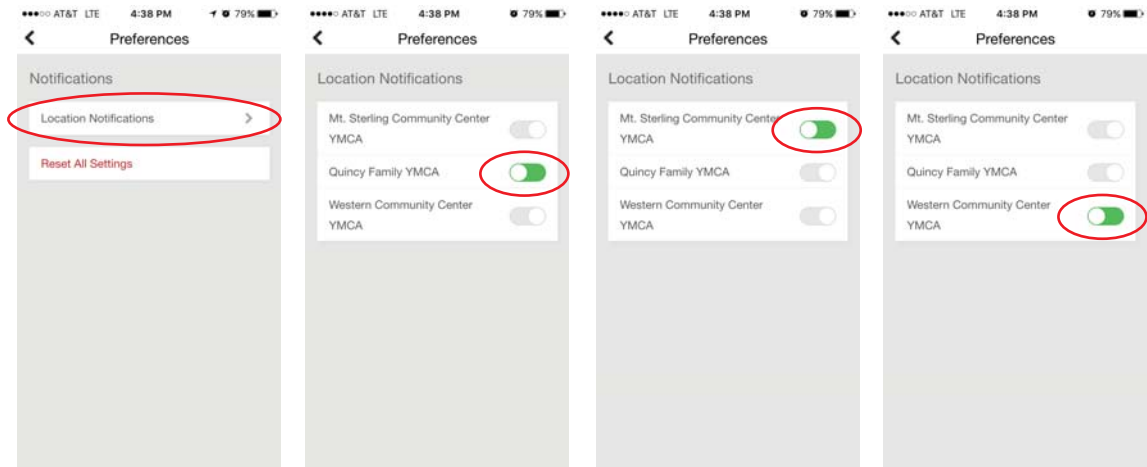 AT&T LTE 4:38 PM 79%
Preferences
Notifications
Location Notifications
Reset All Settings
AT&T LTE 4:38 PM 79%
Preferences
Location Notifications
Mt. Sterling Community Center
YMCA
Quincy Family YMCA
Western Community Center
YMCA
AT&T LTE 4:38 PM 79%
Preferences
Location Notifications
Mt. Sterling Community Center
YMCA
Quincy Family YMCA
Western Community Center
YMCA
AT&T LTE 4:38 PM 79%
Preferences
Location Notifications
Mt. Sterling Community Center
YMCA
Quincy Family YMCA
Western Community Center
YMCA